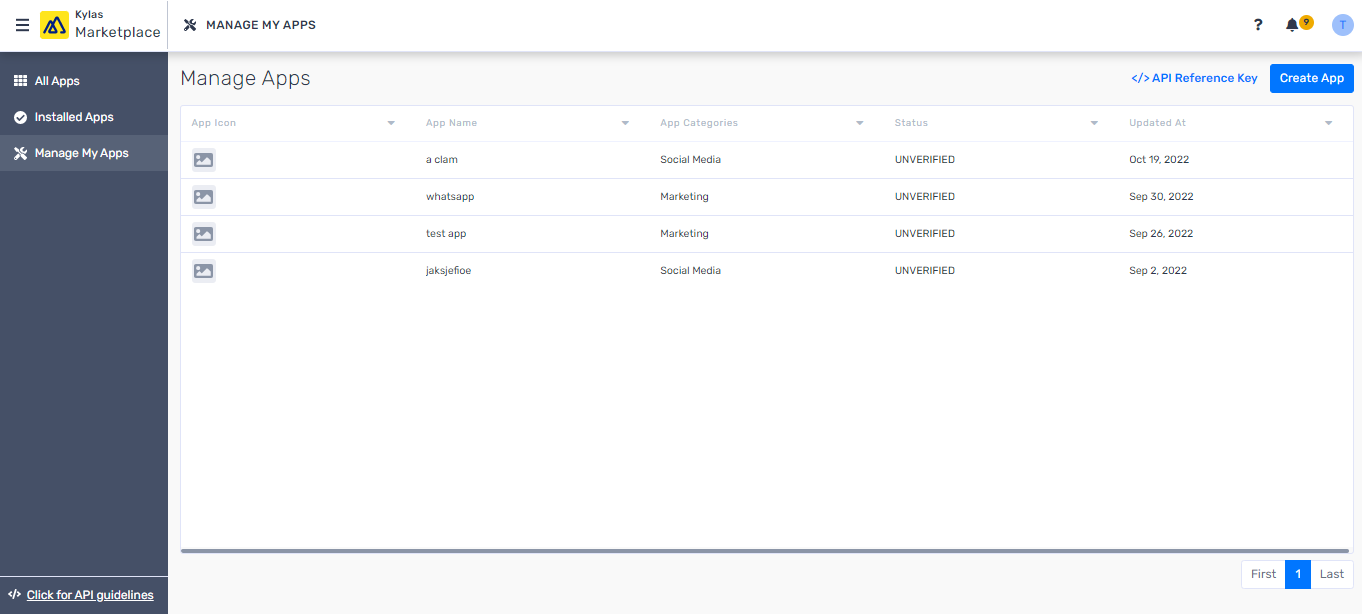 Kylas
Marketplace
MANAGE MY APPS
? 9 T
All Apps
Installed Apps
Manage My Apps
Manage Apps
</> API Reference Key Create App
App Icon App Name App Categories Status Updated At
a clam Social Media UNVERIFIED Oct 19, 2022
whatsapp Marketing UNVERIFIED Sep 30, 2022
test app Marketing UNVERIFIED Sep 26, 2022
jaksjefioe Social Media UNVERIFIED Sep 2, 2022
First 1 Last
</> Click for API guidelines